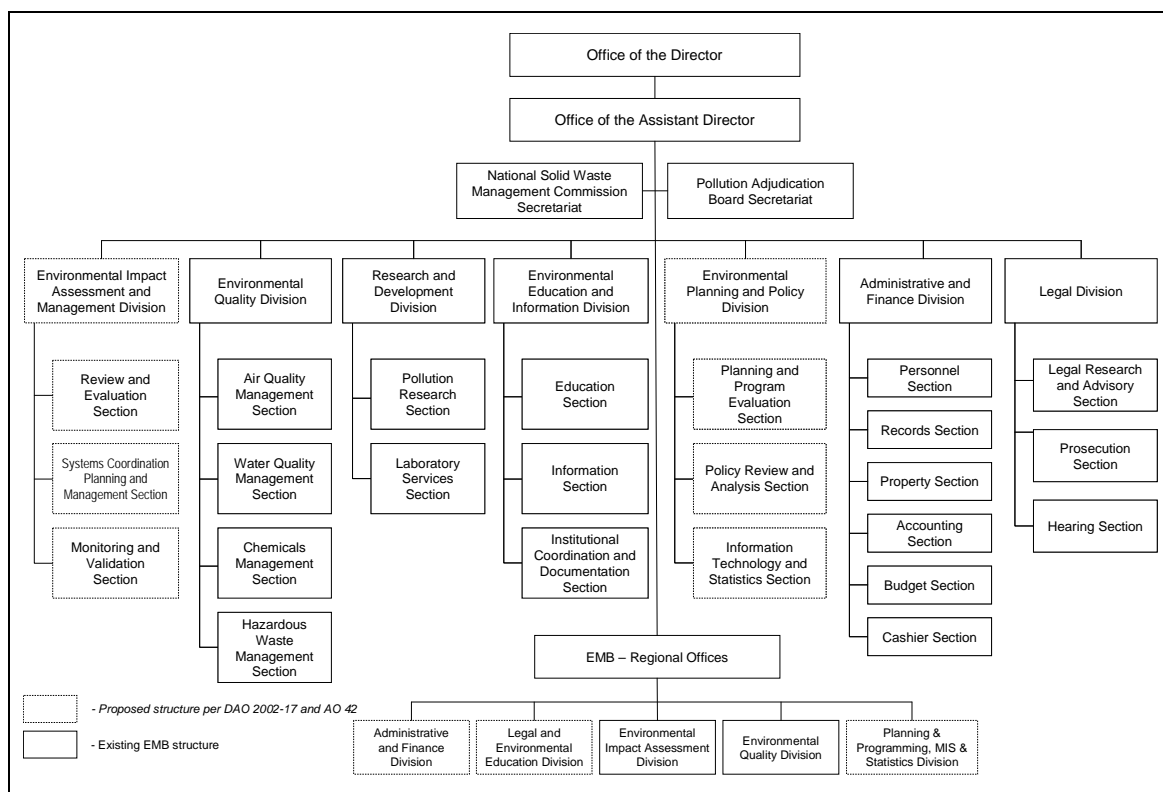 Office of the Director
Office of the Assistant Director
National Solid Waste
Management Commission
Secretariat
Pollution Adjudication
Board Secretariat
Environmental Impact
Assessment and
Management Division
Environmental
Quality Division
Research and
Development
Division
Environmental
Education and
Information Division
Environmental
Planning and Policy
Division
Administrative and
Finance Division
Legal Division
Review and
Evaluation
Section
Systems Coordination
Planning and
Management Section
Monitoring and
Validation
Section
Air Quality
Management
Section
Water Quality
Management
Section
Chemicals
Management
Section
Hazardous
Waste
Management
Section
Pollution
Research
Section
Laboratory
Services
Section
Education
Section
Information
Section
Institutional
Coordination and
Documentation
Section
Planning and
Program
Evaluation
Section
Policy Review and
Analysis Section
Information
Technology and
Statistics Section
Personnel
Section
Records Section
Property Section
Accounting
Section
Budget Section
Cashier Section
Legal Research
and Advisory
Section
Prosecution
Section
Hearing Section
EMB – Regional Offices
Administrative
and Finance
Division
Legal and
Environmental
Education Division
Environmental
Impact Assessment
Division
Environmental
Quality Division
Planning &
Programming, MIS &
Statistics Division
- Proposed structure per DAO 2002-17 and AO 42
- Existing EMB structure